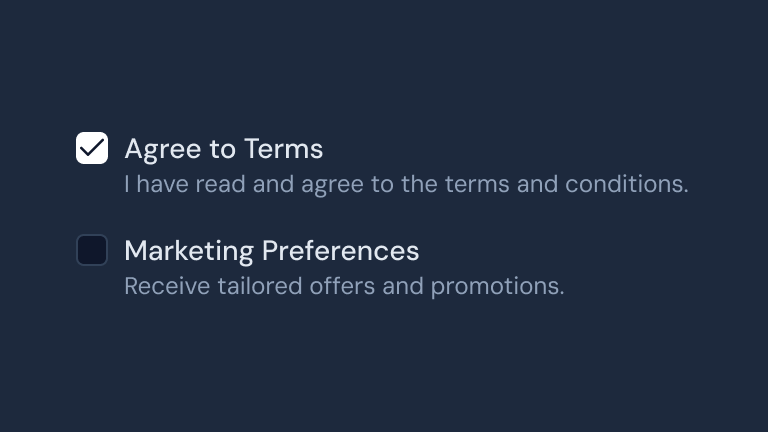 Agree to Terms
I have read and agree to the terms and conditions.
Marketing Preferences
Receive tailored offers and promotions.